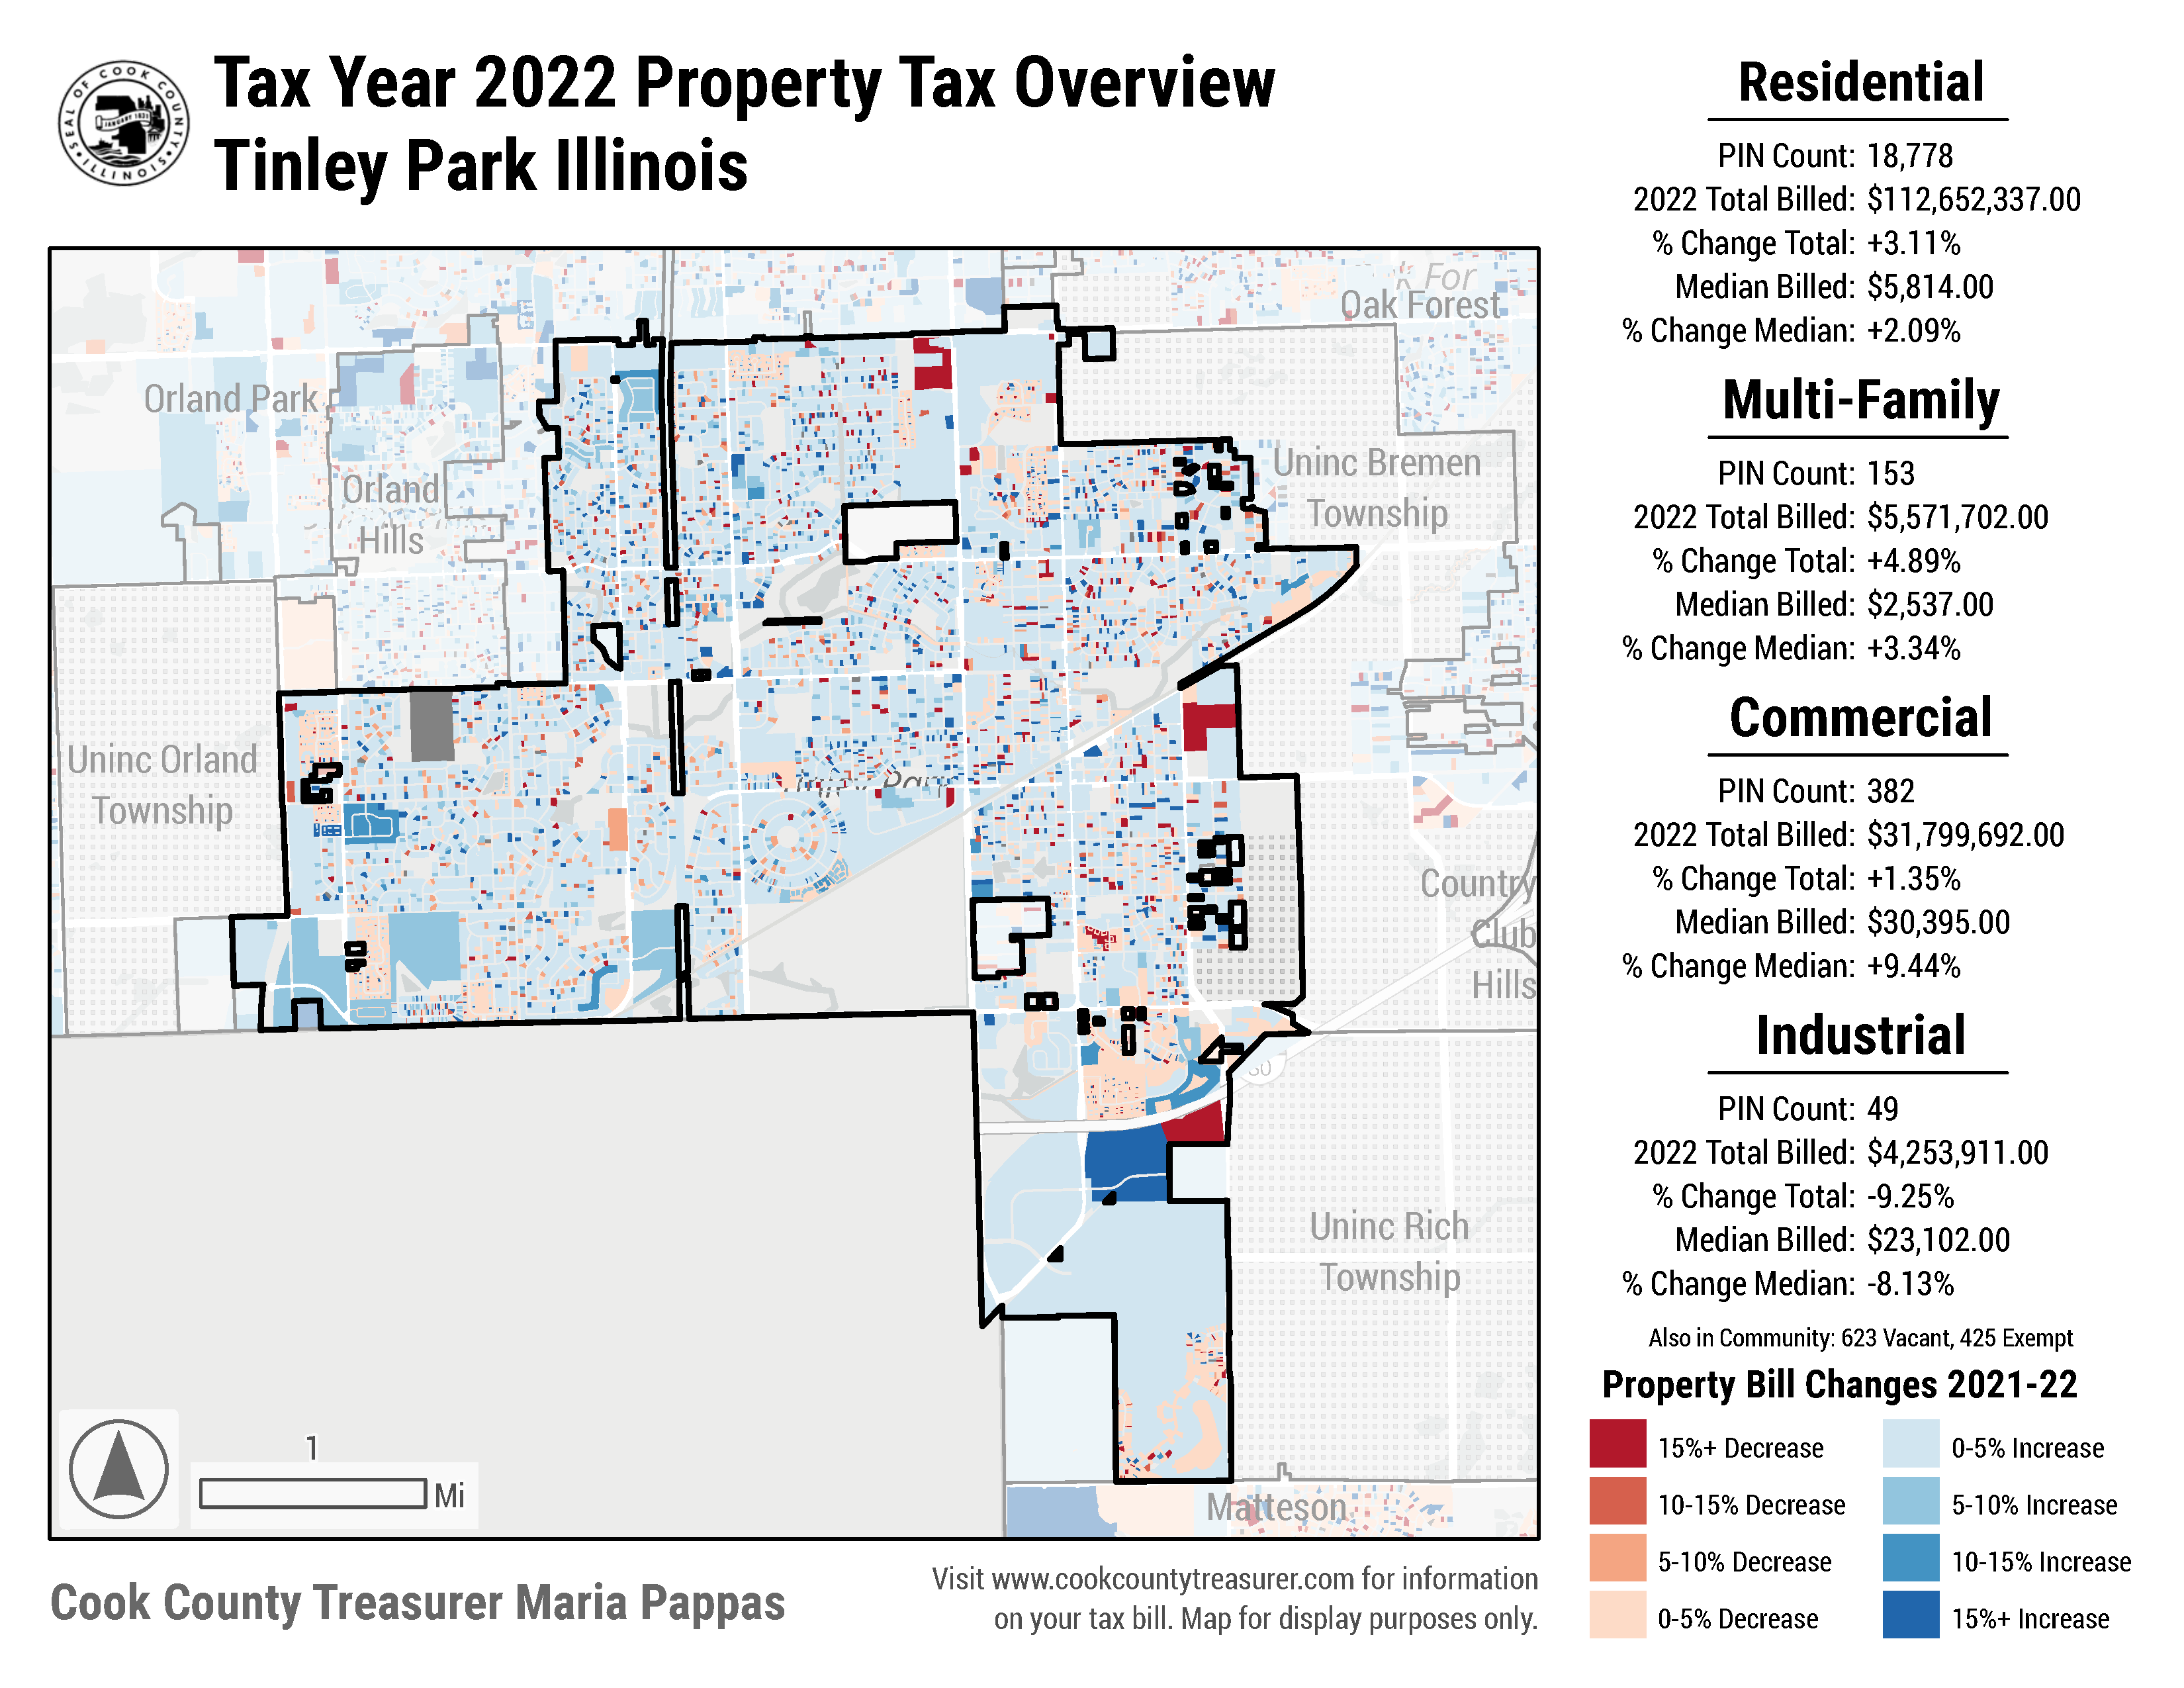 Tax Year 2022 Property Tax Overview
Tinley Park Illinois
SEAL OF COOK COUNTY
JANUARY 1831
ILLINOIS
Oak Forest
Orland Park
Orland
Hills
Uninc Bremen
Township
Uninc Orland
Township
Country
Club
Hills
Uninc Rich
Township
Matteson
1
Mi
Cook County Treasurer Maria Pappas
Visit www.cookcountytreasurer.com for information
on your tax bill. Map for display purposes only.
Residential
PIN Count: 18,778
2022 Total Billed: $112,652,337.00
% Change Total: +3.11%
Median Billed: $5,814.00
% Change Median: +2.09%
Multi-Family
PIN Count: 153
2022 Total Billed: $5,571,702.00
% Change Total: +4.89%
Median Billed: $2,537.00
% Change Median: +3.34%
Commercial
PIN Count: 382
2022 Total Billed: $31,799,692.00
% Change Total: +1.35%
Median Billed: $30,395.00
% Change Median: +9.44%
Industrial
PIN Count: 49
2022 Total Billed: $4,253,911.00
% Change Total: -9.25%
Median Billed: $23,102.00
% Change Median: -8.13%
Also in Community: 623 Vacant, 425 Exempt
Property Bill Changes 2021-22
15%+ Decrease
10-15% Decrease
5-10% Decrease
0-5% Decrease
0-5% Increase
5-10% Increase
10-15% Increase
15%+ Increase